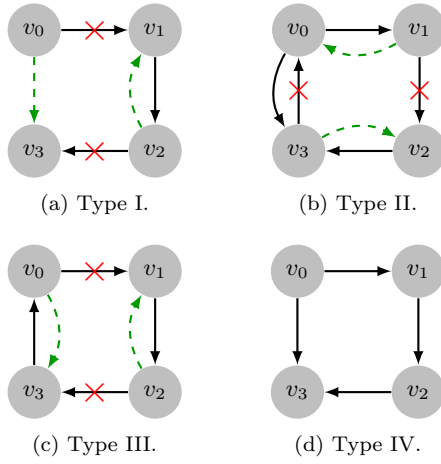 v₀ v₁
v₃ v₂
(a) Type I.
v₀ v₁
v₃ v₂
(b) Type II.
v₀ v₁
v₃ v₂
(c) Type III.
v₀ v₁
v₃ v₂
(d) Type IV.